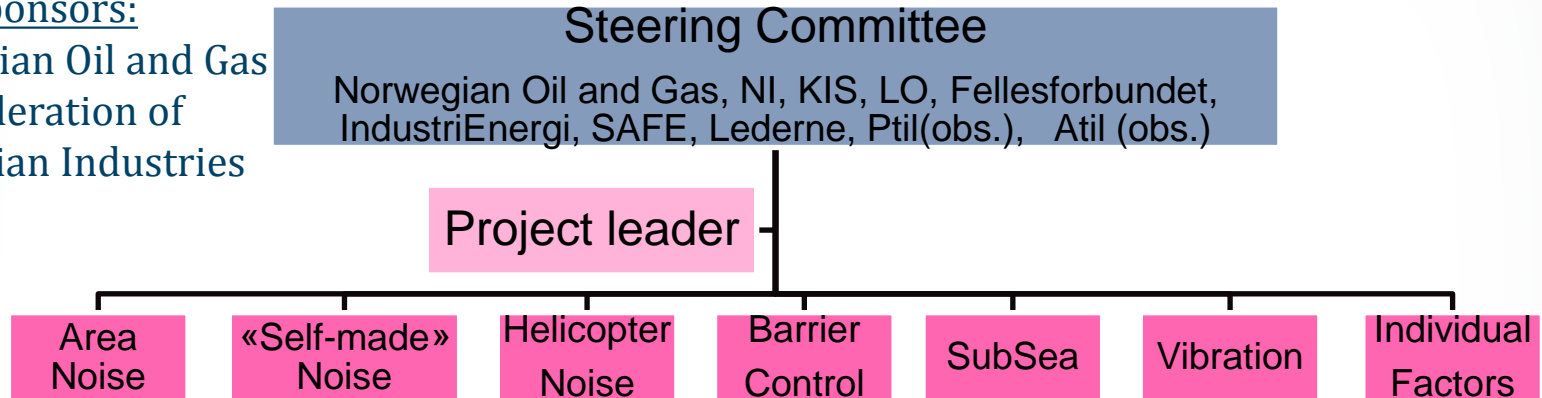 ponsors:
ian Oil and Gas
leration of
ian Industries
Steering Committee
Norwegian Oil and Gas, NI, KIS, LO, Fellesforbundet,
IndustriEnergi, SAFE, Lederne, Ptil(obs.), Atil (obs.)
Project leader
Area
Noise
«Self-made»
Noise
Helicopter
Noise
Barrier
Control
SubSea
Vibration
Individual
Factors